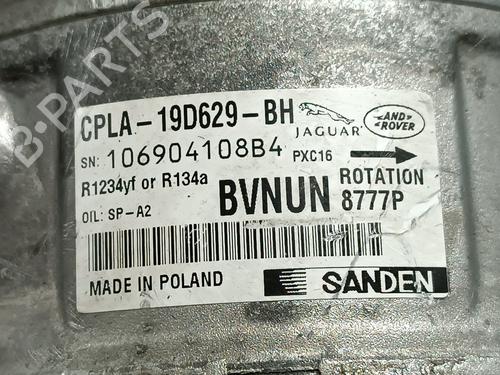 B-PARTS
CPLA-19D629-BH
JAGUAR
LAND ROVER
SN: 106904108B4
PXC16
R1234yf or R134a
BVNUN
ROTATION
OIL: SP-A2
8777P
MADE IN POLAND
SANDEN